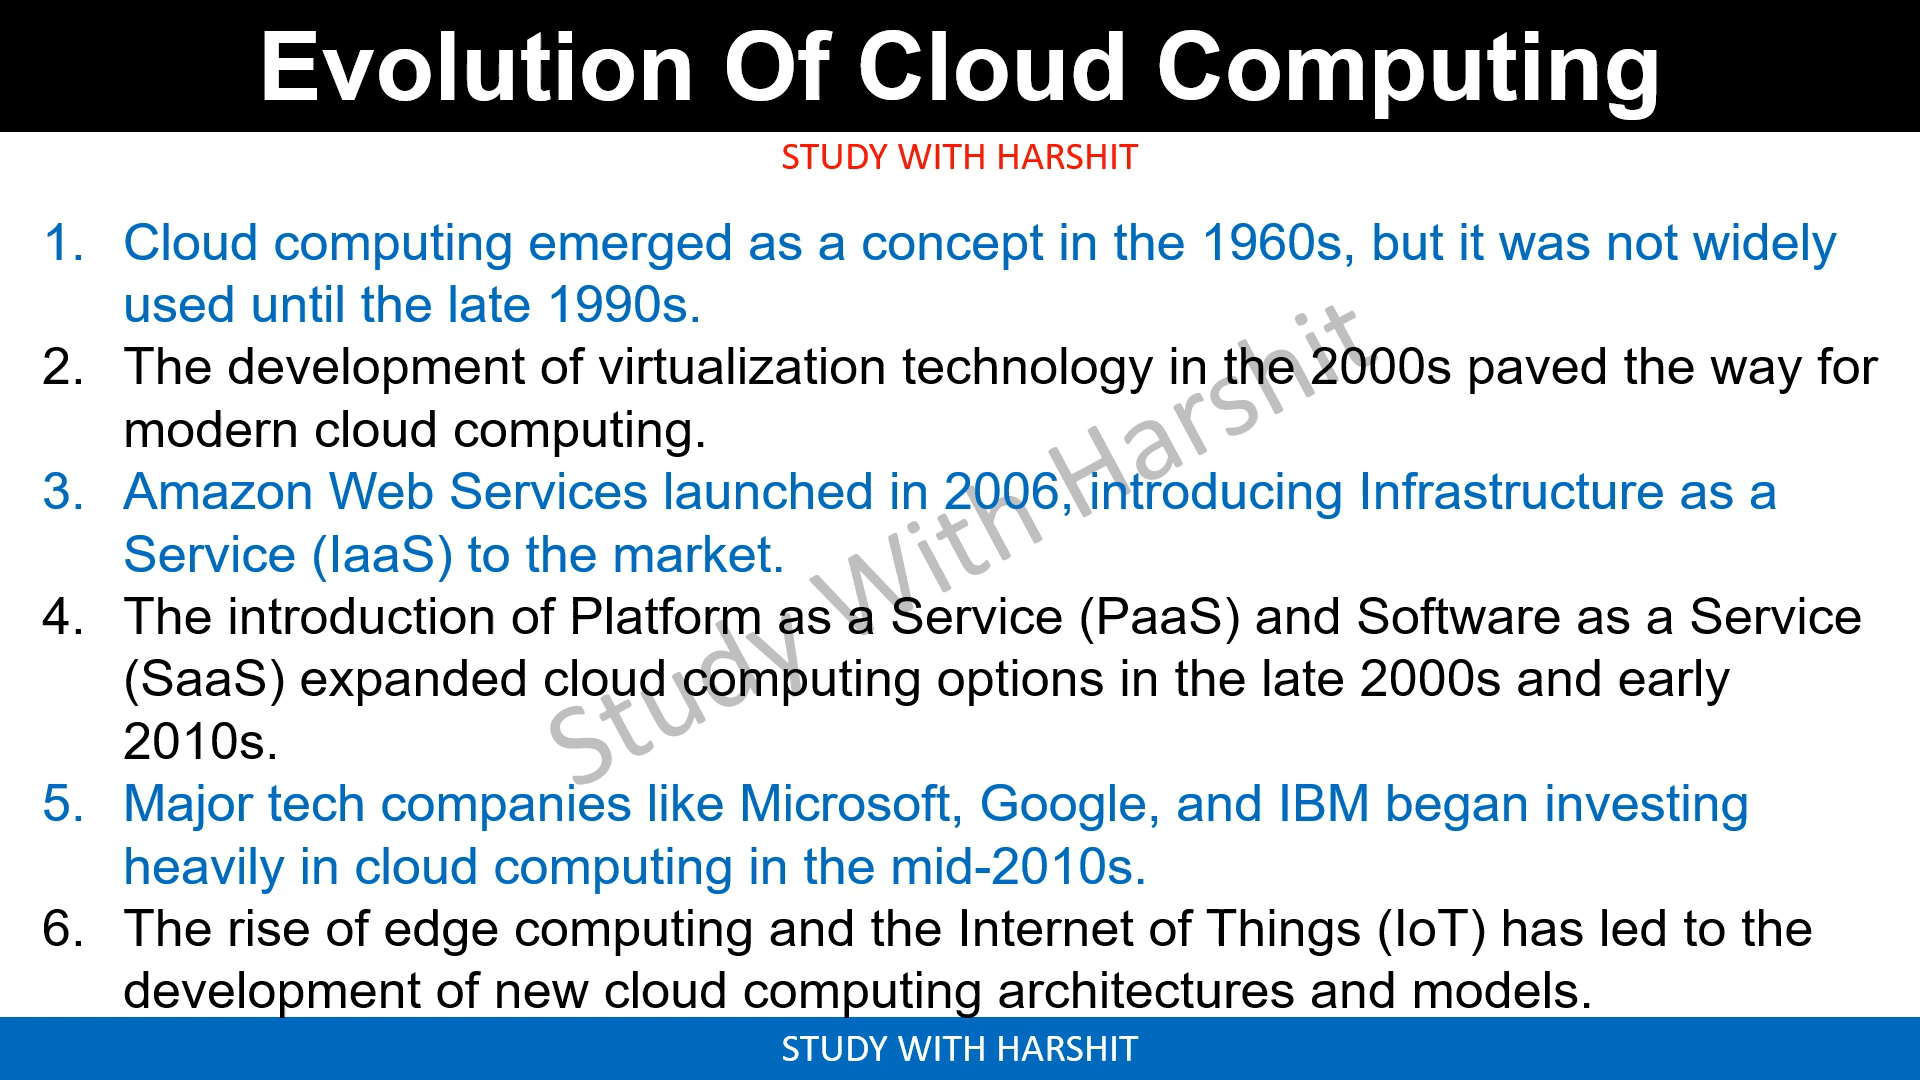 Evolution Of Cloud Computing
STUDY WITH HARSHIT
1. Cloud computing emerged as a concept in the 1960s, but it was not widely
used until the late 1990s.
2. The development of virtualization technology in the 2000s paved the way for
modern cloud computing.
3. Amazon Web Services launched in 2006, introducing Infrastructure as a
Service (IaaS) to the market.
4. The introduction of Platform as a Service (PaaS) and Software as a Service
(SaaS) expanded cloud computing options in the late 2000s and early
2010s.
5. Major tech companies like Microsoft, Google, and IBM began investing
heavily in cloud computing in the mid-2010s.
6. The rise of edge computing and the Internet of Things (IoT) has led to the
development of new cloud computing architectures and models.
Study With Harshit
STUDY WITH HARSHIT